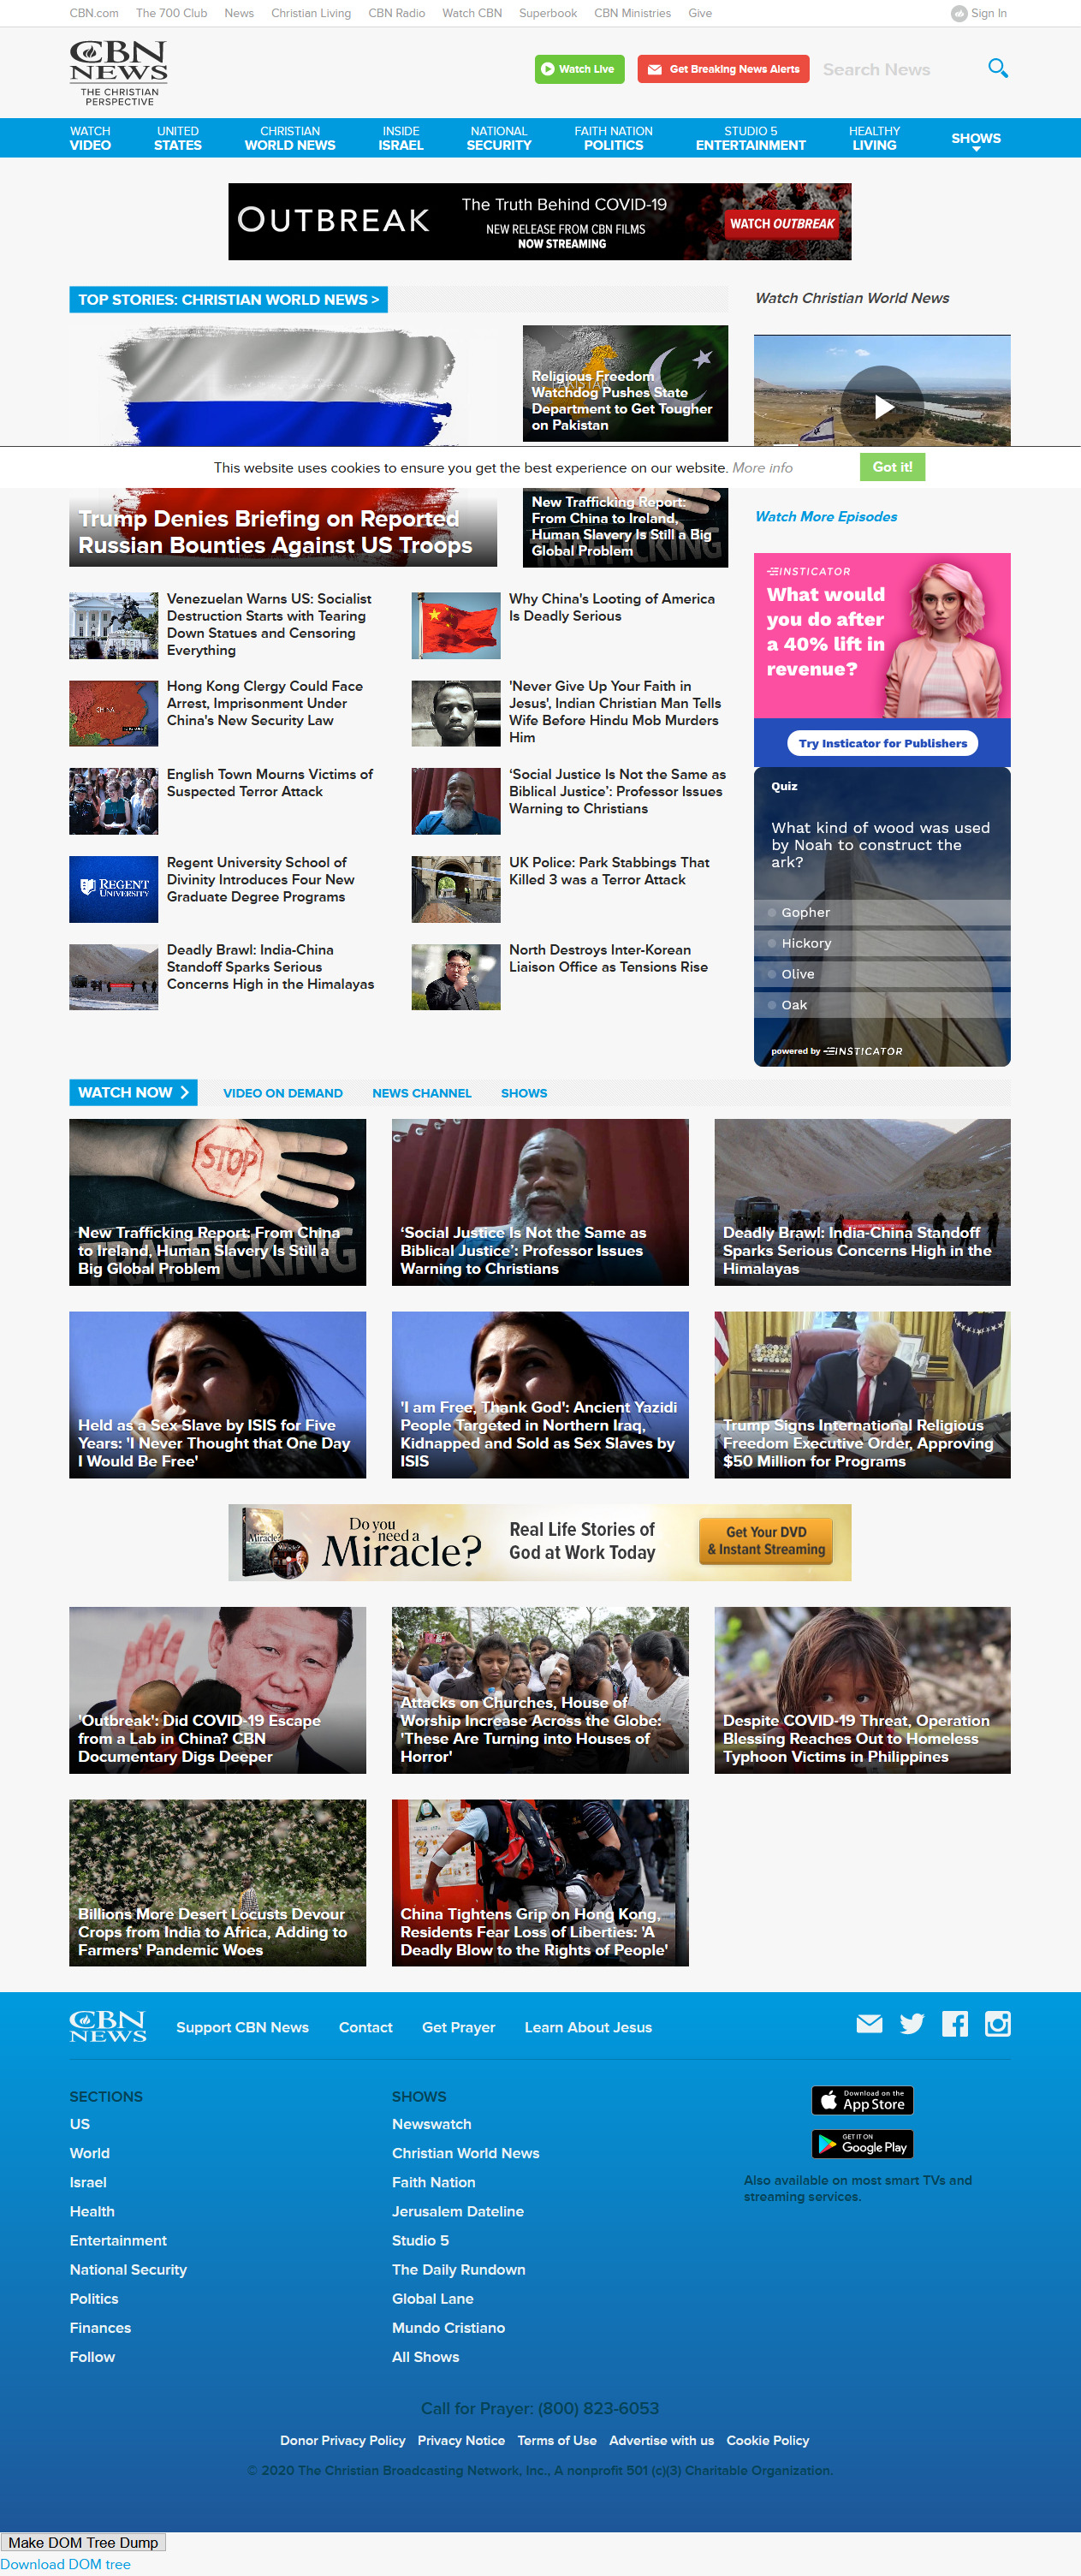 CBN.com The 700 Club News Christian Living CBN Radio Watch CBN Superbook CBN Ministries Give Sign In
CBN
NEWS
THE CHRISTIAN
PERSPECTIVE
Watch Live Get Breaking News Alerts Search News
WATCH
VIDEO
UNITED
STATES
CHRISTIAN
WORLD NEWS
INSIDE
ISRAEL
NATIONAL
SECURITY
FAITH NATION
POLITICS
STUDIO 5
ENTERTAINMENT
HEALTHY
LIVING
SHOWS
OUTBREAK
The Truth Behind COVID-19
NEW RELEASE FROM CBN FILMS
NOW STREAMING
WATCH OUTBREAK
TOP STORIES: CHRISTIAN WORLD NEWS >
Watch Christian World News
PAKISTAN
Religious Freedom
Watchdog Pushes State
Department to Get Tougher
on Pakistan
This website uses cookies to ensure you get the best experience on our website. More info
Got it!
Trump Denies Briefing on Reported
Russian Bounties Against US Troops
New Trafficking Report:
From China to Ireland,
Human Slavery Is Still a Big
Global Problem
Watch More Episodes
INSTICATOR
What would
you do after
a 40% lift in
revenue?
Try Insticator for Publishers
Venezuelan Warns US: Socialist
Destruction Starts with Tearing
Down Statues and Censoring
Everything
Why China's Looting of America
Is Deadly Serious
CHINA
Hong Kong Clergy Could Face
Arrest, Imprisonment Under
China's New Security Law
'Never Give Up Your Faith in
Jesus', Indian Christian Man Tells
Wife Before Hindu Mob Murders
Him
English Town Mourns Victims of
Suspected Terror Attack
‘Social Justice Is Not the Same as
Biblical Justice’: Professor Issues
Warning to Christians
REGENT
UNIVERSITY
Regent University School of
Divinity Introduces Four New
Graduate Degree Programs
UK Police: Park Stabbings That
Killed 3 was a Terror Attack
Deadly Brawl: India-China
Standoff Sparks Serious
Concerns High in the Himalayas
North Destroys Inter-Korean
Liaison Office as Tensions Rise
Quiz
What kind of wood was used
by Noah to construct the
ark?
Gopher
Hickory
Olive
Oak
powered by INSTICATOR
WATCH NOW VIDEO ON DEMAND NEWS CHANNEL SHOWS
STOP
TRAFFICKING
New Trafficking Report: From China
to Ireland, Human Slavery Is Still a
Big Global Problem
‘Social Justice Is Not the Same as
Biblical Justice’: Professor Issues
Warning to Christians
Deadly Brawl: India-China Standoff
Sparks Serious Concerns High in the
Himalayas
Held as a Sex Slave by ISIS for Five
Years: 'I Never Thought that One Day
I Would Be Free'
'I am Free, Thank God': Ancient Yazidi
People Targeted in Northern Iraq,
Kidnapped and Sold as Sex Slaves by
ISIS
Trump Signs International Religious
Freedom Executive Order, Approving
$50 Million for Programs
Miracle?
Do you
need a
Miracle?
Real Life Stories of
God at Work Today
Get Your DVD
& Instant Streaming
'Outbreak': Did COVID-19 Escape
from a Lab in China? CBN
Documentary Digs Deeper
Attacks on Churches, House of
Worship Increase Across the Globe:
'These Are Turning into Houses of
Horror'
Despite COVID-19 Threat, Operation
Blessing Reaches Out to Homeless
Typhoon Victims in Philippines
Billions More Desert Locusts Devour
Crops from India to Africa, Adding to
Farmers' Pandemic Woes
China Tightens Grip on Hong Kong,
Residents Fear Loss of Liberties: 'A
Deadly Blow to the Rights of People'
CBN
NEWS
Support CBN News Contact Get Prayer Learn About Jesus
SECTIONS
US
World
Israel
Health
Entertainment
National Security
Politics
Finances
Follow
SHOWS
Newswatch
Christian World News
Faith Nation
Jerusalem Dateline
Studio 5
The Daily Rundown
Global Lane
Mundo Cristiano
All Shows
Download on the
App Store
GET IT ON
Google Play
Also available on most smart TVs and
streaming services.
Call for Prayer: (800) 823-6053
Donor Privacy Policy Privacy Notice Terms of Use Advertise with us Cookie Policy
© 2020 The Christian Broadcasting Network, Inc., A nonprofit 501 (c)(3) Charitable Organization.
Make DOM Tree Dump
Download DOM tree